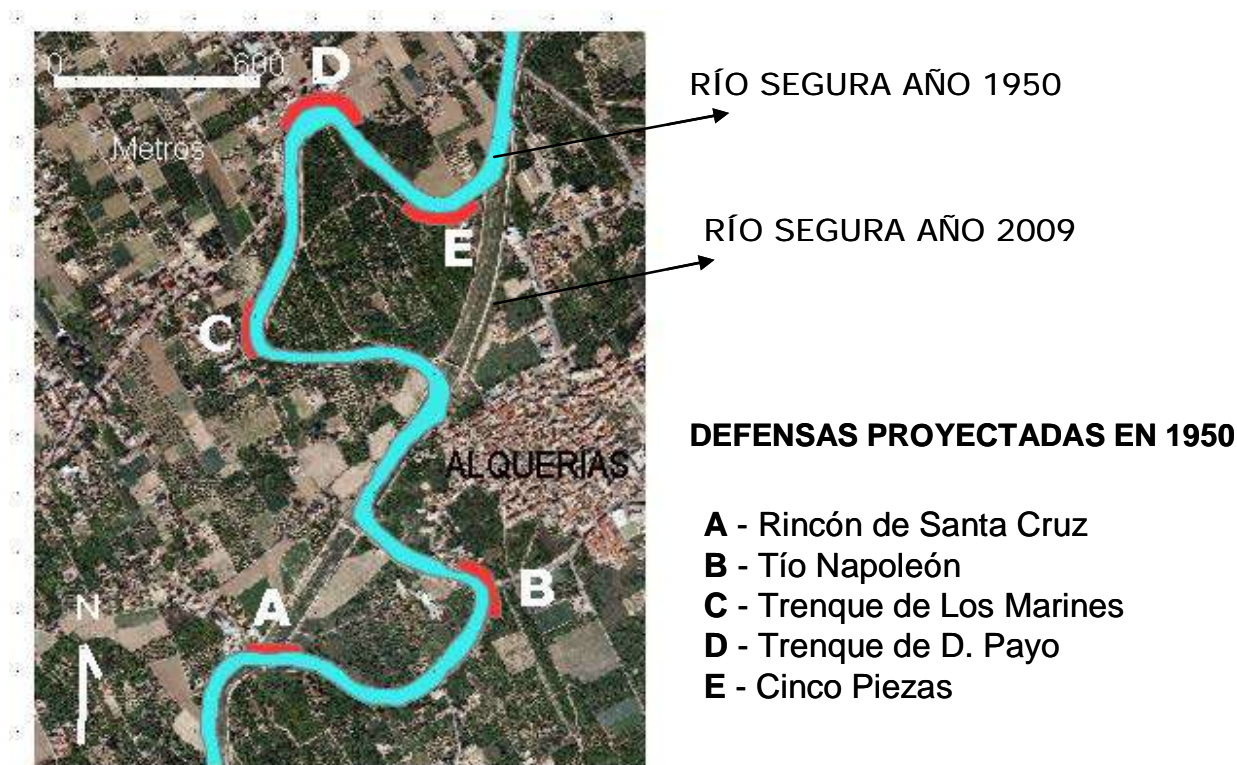 0 600
D
Metros
E
C
ALQUERIAS
B
A
N
RÍO SEGURA AÑO 1950
RÍO SEGURA AÑO 2009
DEFENSAS PROYECTADAS EN 1950
A - Rincón de Santa Cruz
B - Tío Napoleón
C - Trenque de Los Marines
D - Trenque de D. Payo
E - Cinco Piezas